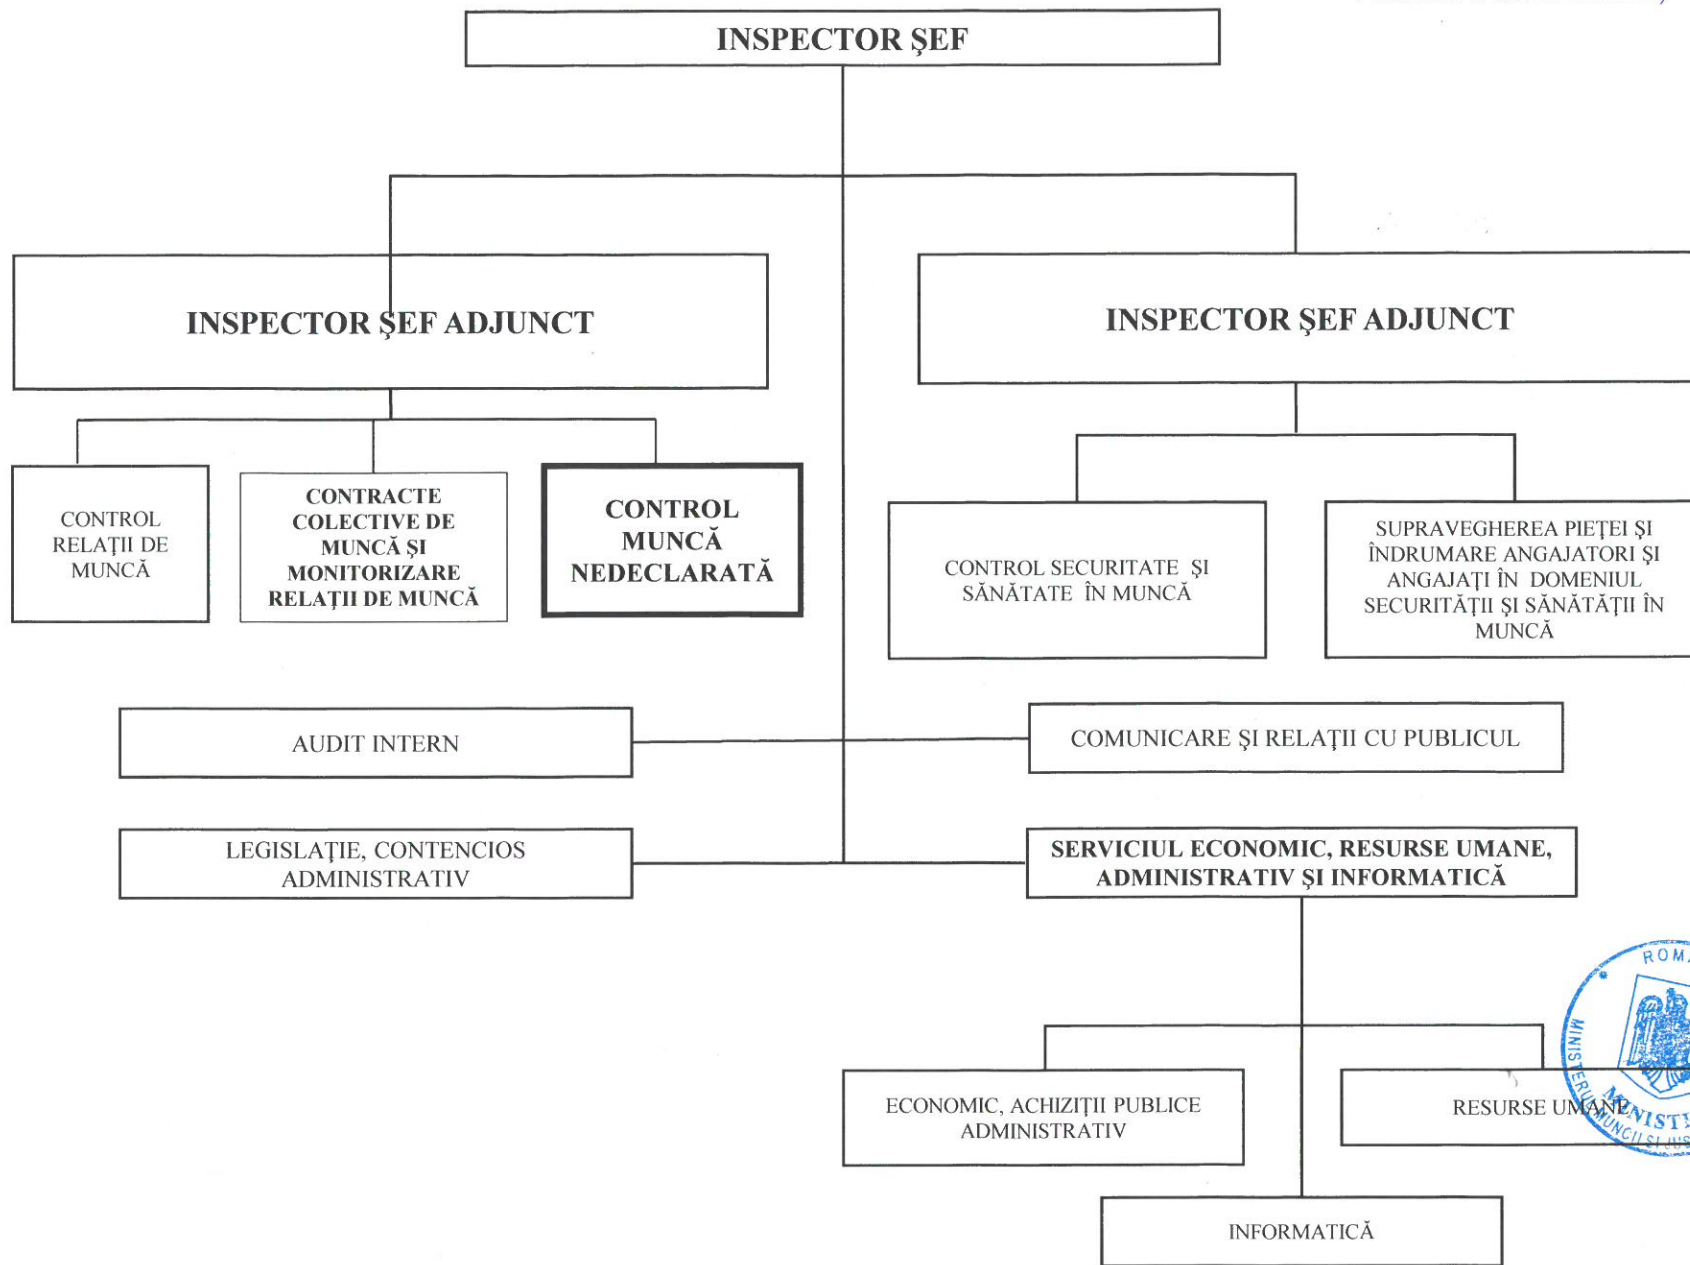 INSPECTOR ŞEF
INSPECTOR ŞEF ADJUNCT
INSPECTOR ŞEF ADJUNCT
CONTROL
RELAŢII DE
MUNCĂ
CONTRACTE
COLECTIVE DE
MUNCĂ ŞI
MONITORIZARE
RELAŢII DE MUNCĂ
CONTROL
MUNCĂ
NEDECLARATĂ
CONTROL SECURITATE ŞI
SĂNĂTATE ÎN MUNCĂ
SUPRAVEGHEREA PIEŢEI ŞI
ÎNDRUMARE ANGAJATORI ŞI
ANGAJAŢI ÎN DOMENIUL
SECURITĂŢII ŞI SĂNĂTĂŢII ÎN
MUNCĂ
AUDIT INTERN
COMUNICARE ŞI RELAŢII CU PUBLICUL
LEGISLAŢIE, CONTENCIOS
ADMINISTRATIV
SERVICIUL ECONOMIC, RESURSE UMANE,
ADMINISTRATIV ŞI INFORMATICĂ
ECONOMIC, ACHIZIŢII PUBLICE
ADMINISTRATIV
RESURSE UMANE
INFORMATICĂ
MINISTERUL MUNCII ŞI